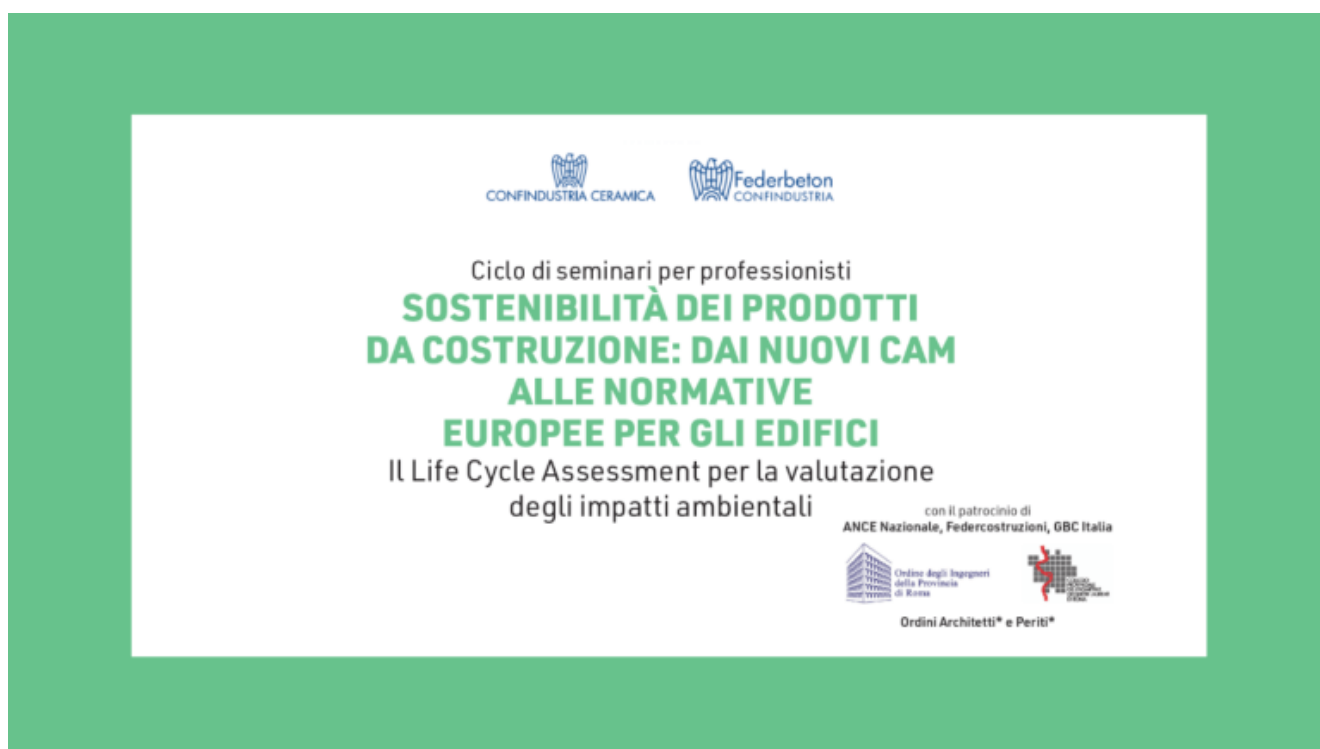 CONFINDUSTRIA CERAMICA
Federbeton
CONFINDUSTRIA
Ciclo di seminari per professionisti
SOSTENIBILITÀ DEI PRODOTTI
DA COSTRUZIONE: DAI NUOVI CAM
ALLE NORMATIVE
EUROPEE PER GLI EDIFICI
Il Life Cycle Assessment per la valutazione
degli impatti ambientali
con il patrocinio di
ANCE Nazionale, Federcostruzioni, GBC Italia
Ordine degli Ingegneri
della Provincia
di Roma
Ordini Architetti* e Periti*